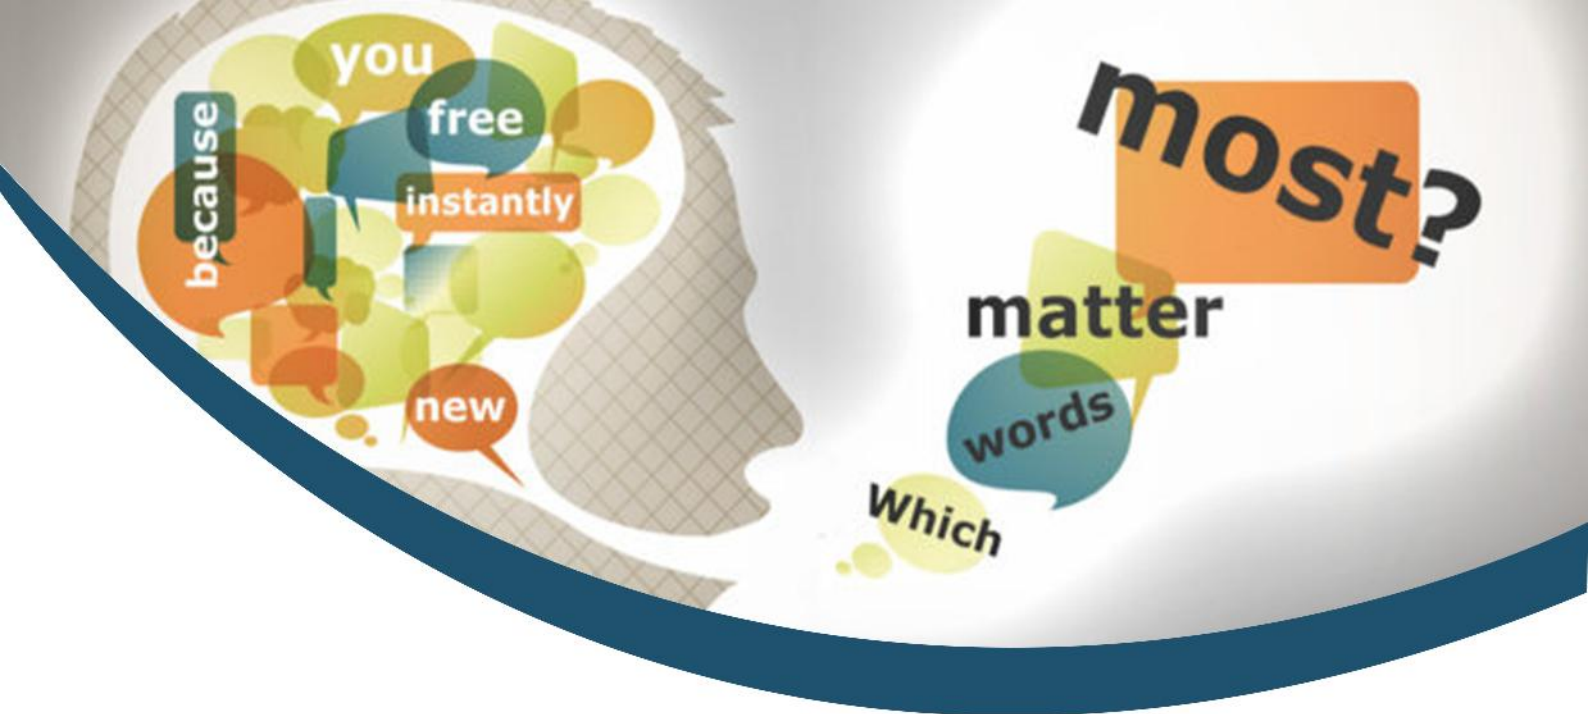 you
free
because
instantly
new
Which
words
matter
most?